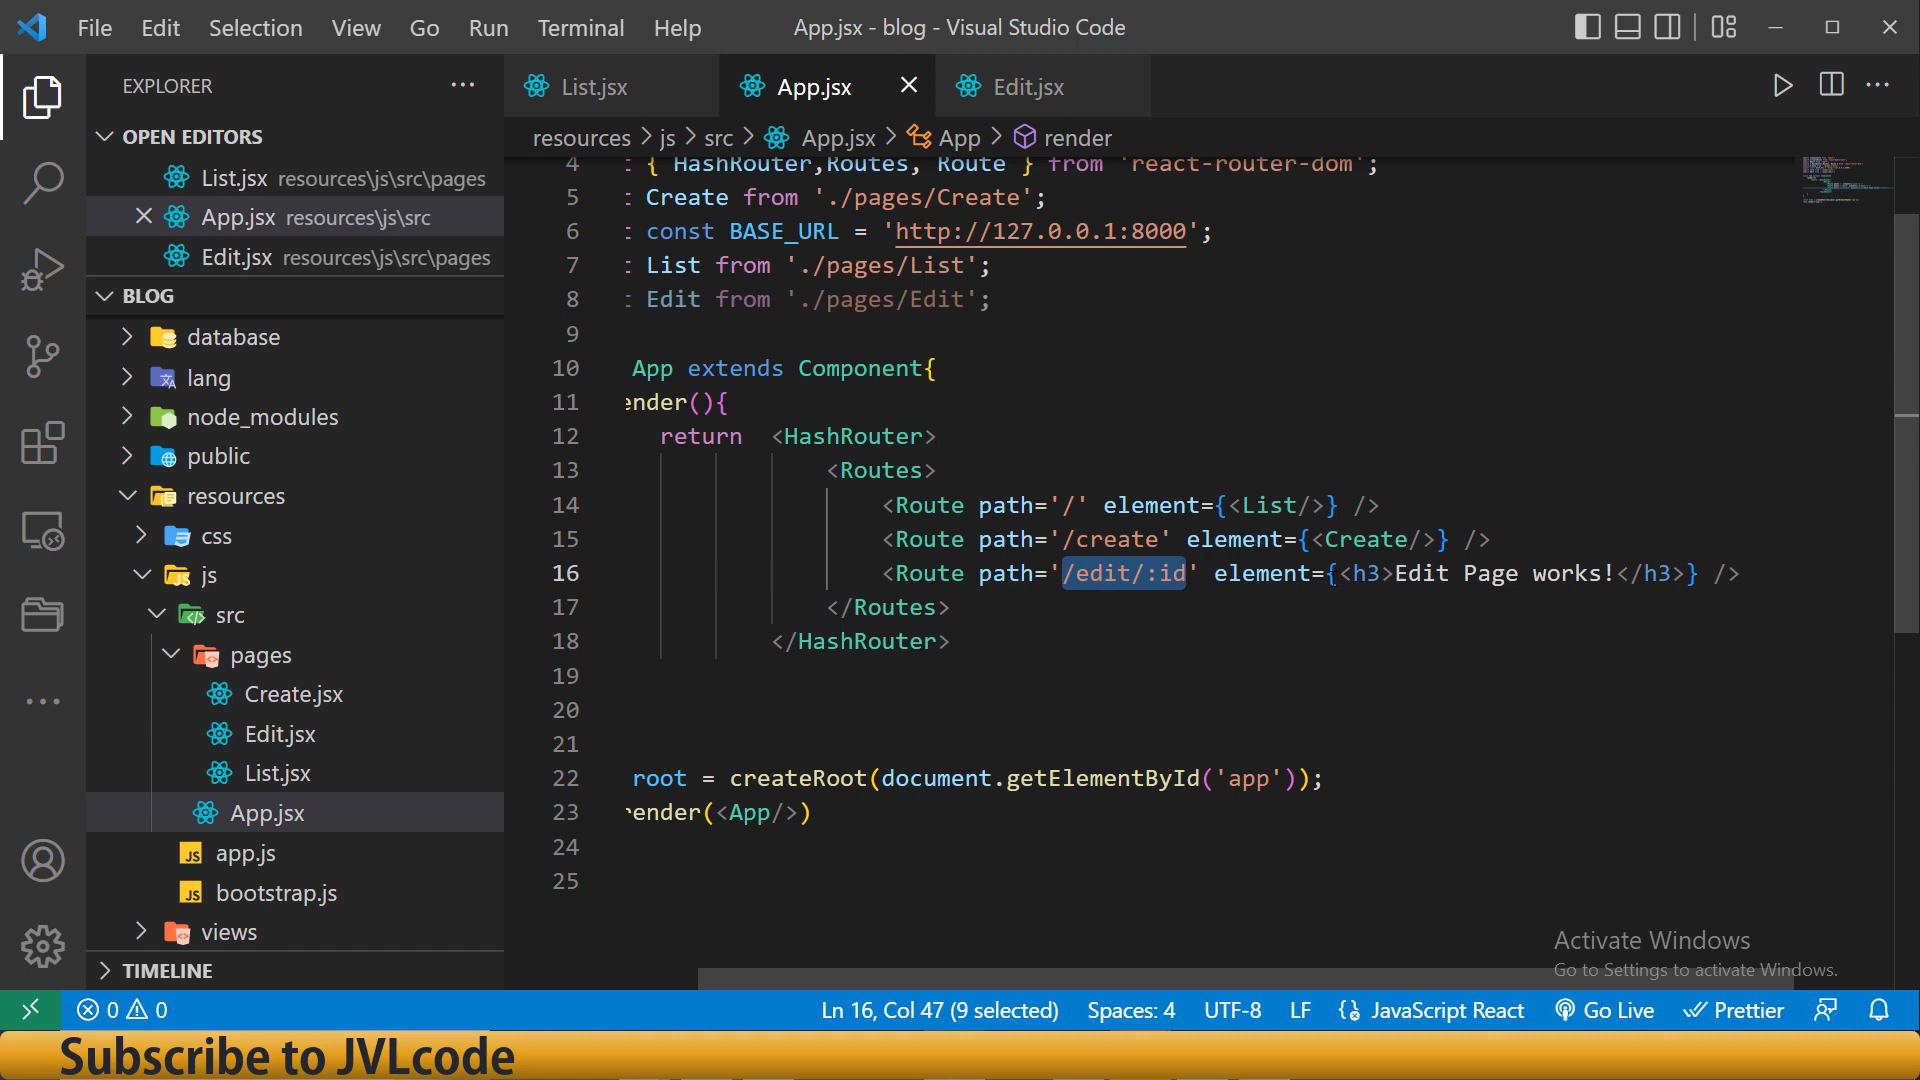 File Edit Selection View Go Run Terminal Help App.jsx - blog - Visual Studio Code
EXPLORER
List.jsx App.jsx Edit.jsx
OPEN EDITORS
resources js src App.jsx App render
List.jsx resources\js\src\pages
App.jsx resources\js\src
Edit.jsx resources\js\src\pages
BLOG
database
lang
node_modules
public
resources
css
js
src
pages
Create.jsx
Edit.jsx
List.jsx
App.jsx
app.js
bootstrap.js
views
TIMELINE
4 { HashRouter,Routes, Route } from 'react-router-dom';
5 Create from './pages/Create';
6 const BASE_URL = 'http://127.0.0.1:8000';
7 List from './pages/List';
8 Edit from './pages/Edit';
9
10 App extends Component{
11 ender(){
12 return <HashRouter>
13 <Routes>
14 <Route path='/' element={<List/>} />
15 <Route path='/create' element={<Create/>} />
16 <Route path='/edit/:id' element={<h3>Edit Page works!</h3>} />
17 </Routes>
18 </HashRouter>
19
20
21
22 root = createRoot(document.getElementById('app'));
23 render(<App/>)
24
25
Activate Windows
Go to Settings to activate Windows.
0 0 Ln 16, Col 47 (9 selected) Spaces: 4 UTF-8 LF JavaScript React Go Live Prettier
Subscribe to JVLcode